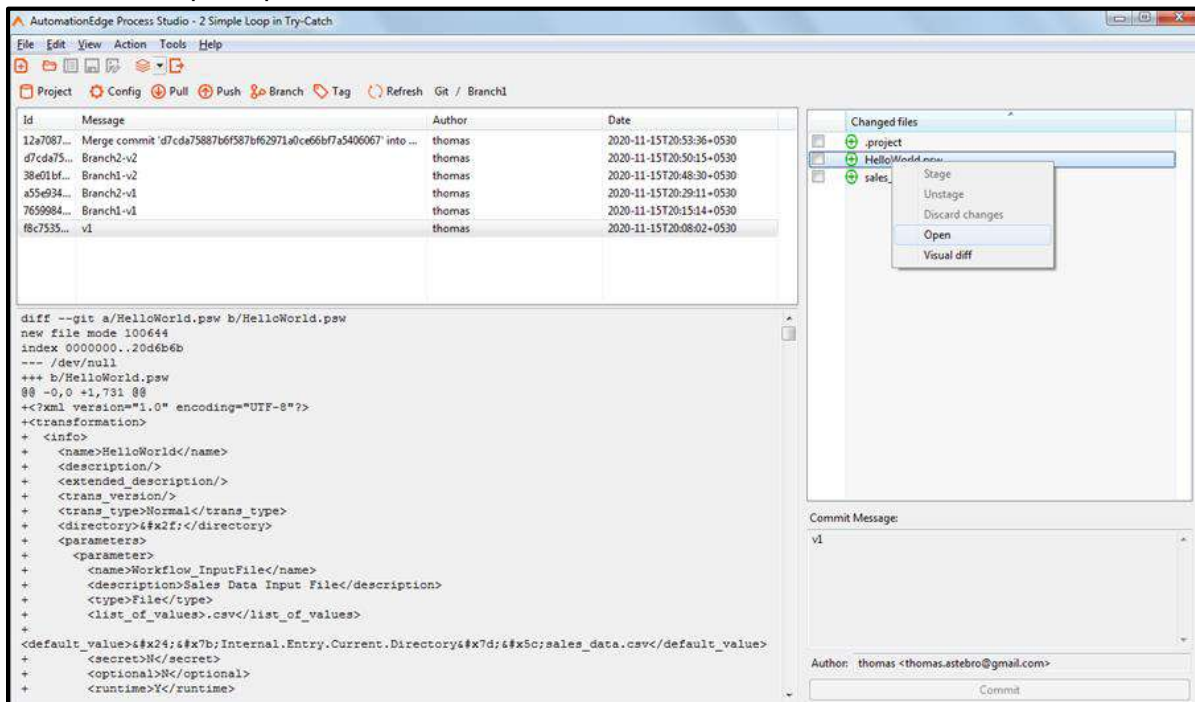 AutomationEdge Process Studio - 2 Simple Loop in Try-Catch
File Edit View Action Tools Help
Project Config Pull Push Branch Tag Refresh Git / Branch1
Id Message Author Date
12a7087... Merge commit 'd7cda75887b6f587bf62971a0ce66bf7a5406067' into ... thomas 2020-11-15T20:53:36+0530
d7cda75... Branch2-v2 thomas 2020-11-15T20:50:15+0530
38e01bf... Branch1-v2 thomas 2020-11-15T20:48:30+0530
a55e934... Branch2-v1 thomas 2020-11-15T20:29:11+0530
7659984... Branch1-v1 thomas 2020-11-15T20:15:14+0530
f8c7535... v1 thomas 2020-11-15T20:08:02+0530
Changed files
.project
HelloWorld.psw
sales_
Stage
Unstage
Discard changes
Open
Visual diff
diff --git a/HelloWorld.psw b/HelloWorld.psw
new file mode 100644
index 0000000..20d6b6b
--- /dev/null
+++ b/HelloWorld.psw
@@ -0,0 +1,731 @@
+<?xml version="1.0" encoding="UTF-8"?>
+<transformation>
+ <info>
+ <name>HelloWorld</name>
+ <description/>
+ <extended_description/>
+ <trans_version/>
+ <trans_type>Normal</trans_type>
+ <directory>&#x2f;</directory>
+ <parameters>
+ <parameter>
+ <name>Workflow_InputFile</name>
+ <description>Sales Data Input File</description>
+ <type>File</type>
+ <list_of_values>.csv</list_of_values>
+
<default_value>&#x24;&#x7b;Internal.Entry.Current.Directory&#x7d;&#x5c;sales_data.csv</default_value>
+ <secret>N</secret>
+ <optional>N</optional>
+ <runtime>Y</runtime>
Commit Message:
v1
Author: thomas <thomas.astebro@gmail.com>
Commit